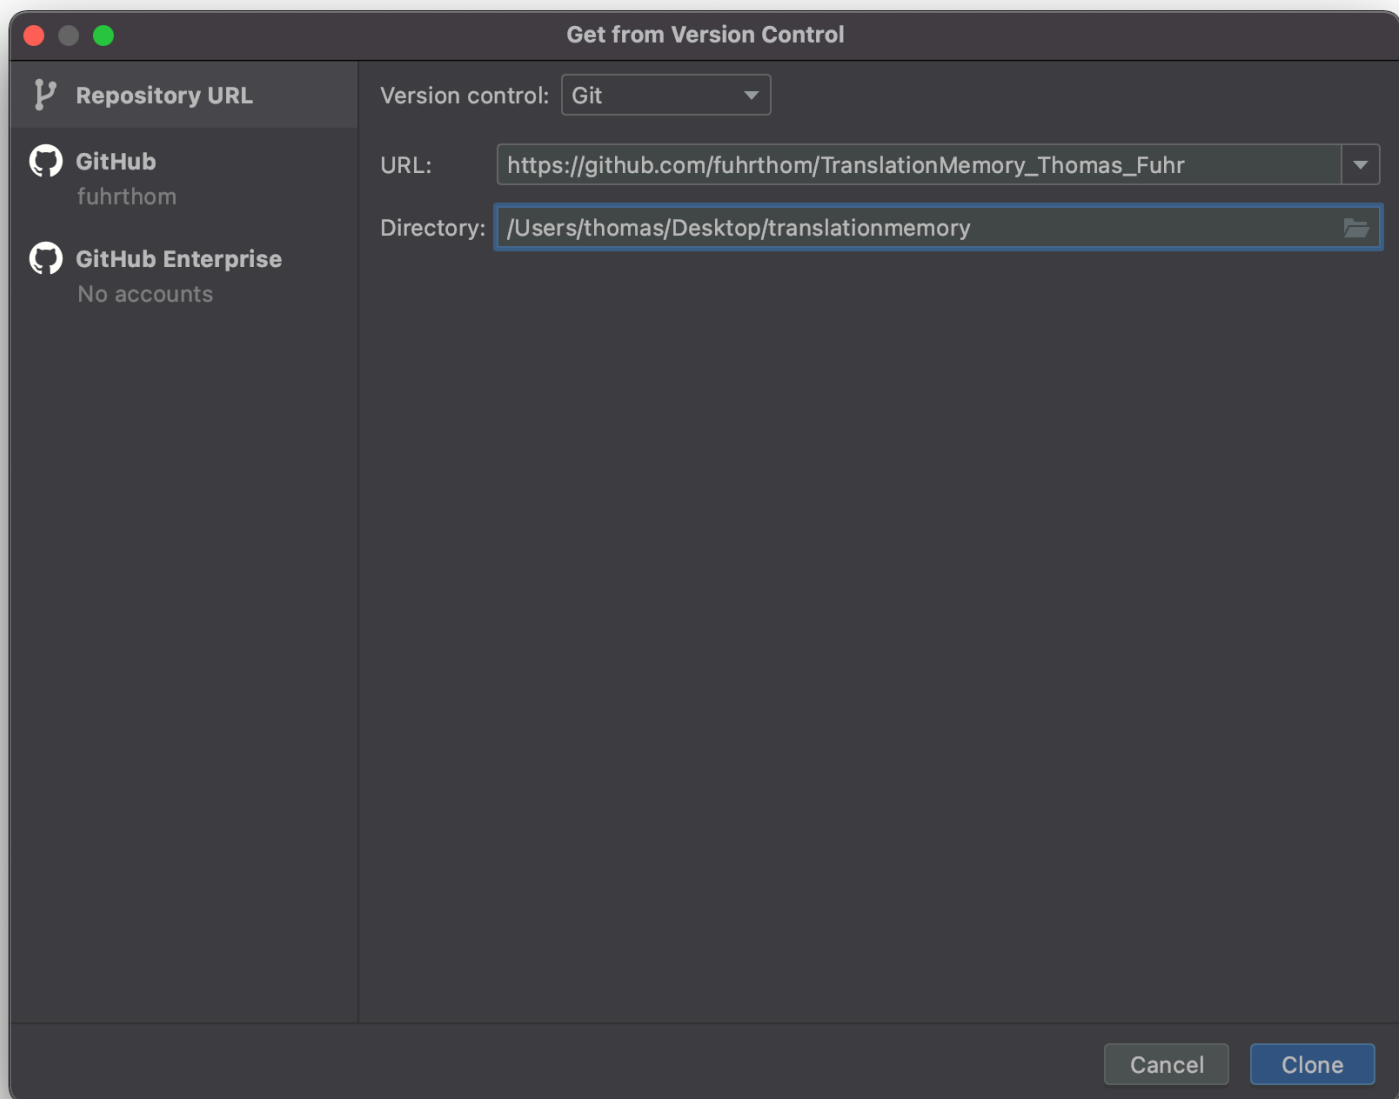 Get from Version Control
Repository URL
GitHub
fuhrthom
GitHub Enterprise
No accounts
Version control: Git
URL: https://github.com/fuhrthom/TranslationMemory_Thomas_Fuhr
Directory: /Users/thomas/Desktop/translationmemory
Cancel Clone